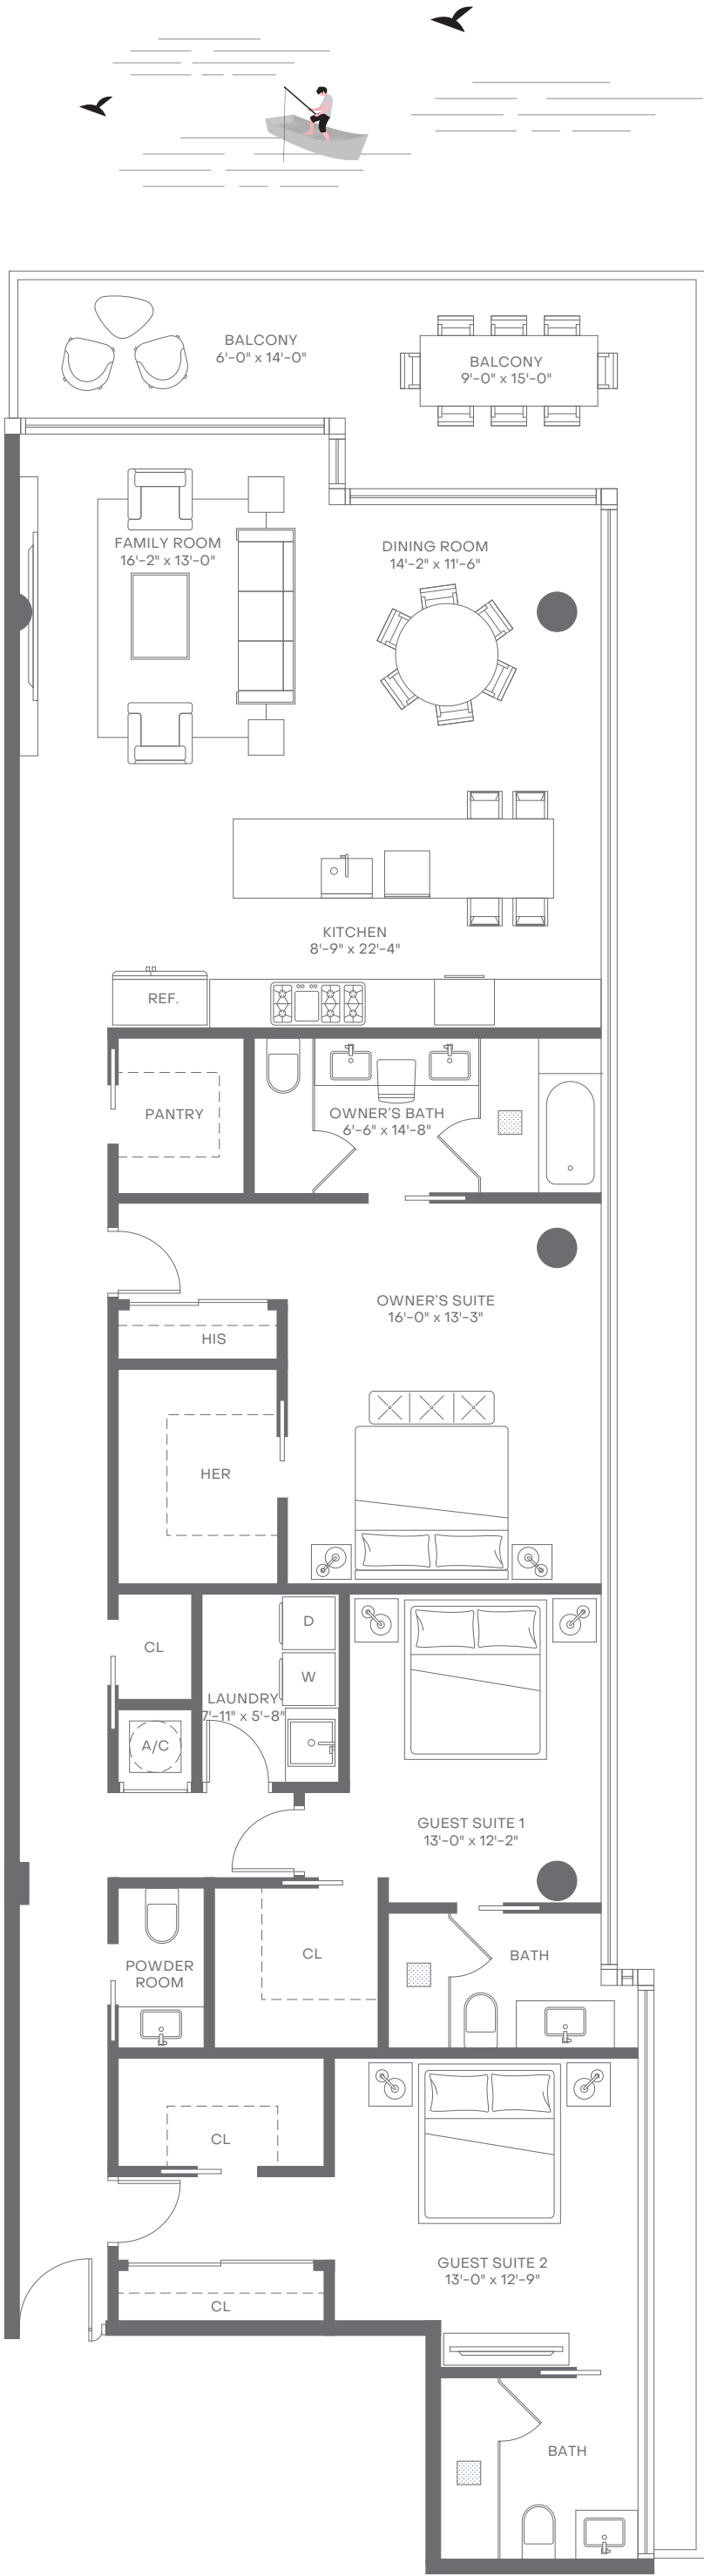 BALCONY
6'-0" x 14'-0"
BALCONY
9'-0" x 15'-0"
FAMILY ROOM
16'-2" x 13'-0"
DINING ROOM
14'-2" x 11'-6"
KITCHEN
8'-9" x 22'-4"
REF.
PANTRY
OWNER'S BATH
6'-6" x 14'-8"
OWNER'S SUITE
16'-0" x 13'-3"
HIS
HER
CL
D
W
LAUNDRY
7'-11" x 5'-8"
A/C
GUEST SUITE 1
13'-0" x 12'-2"
POWDER
ROOM
CL
BATH
CL
GUEST SUITE 2
13'-0" x 12'-9"
CL
BATH